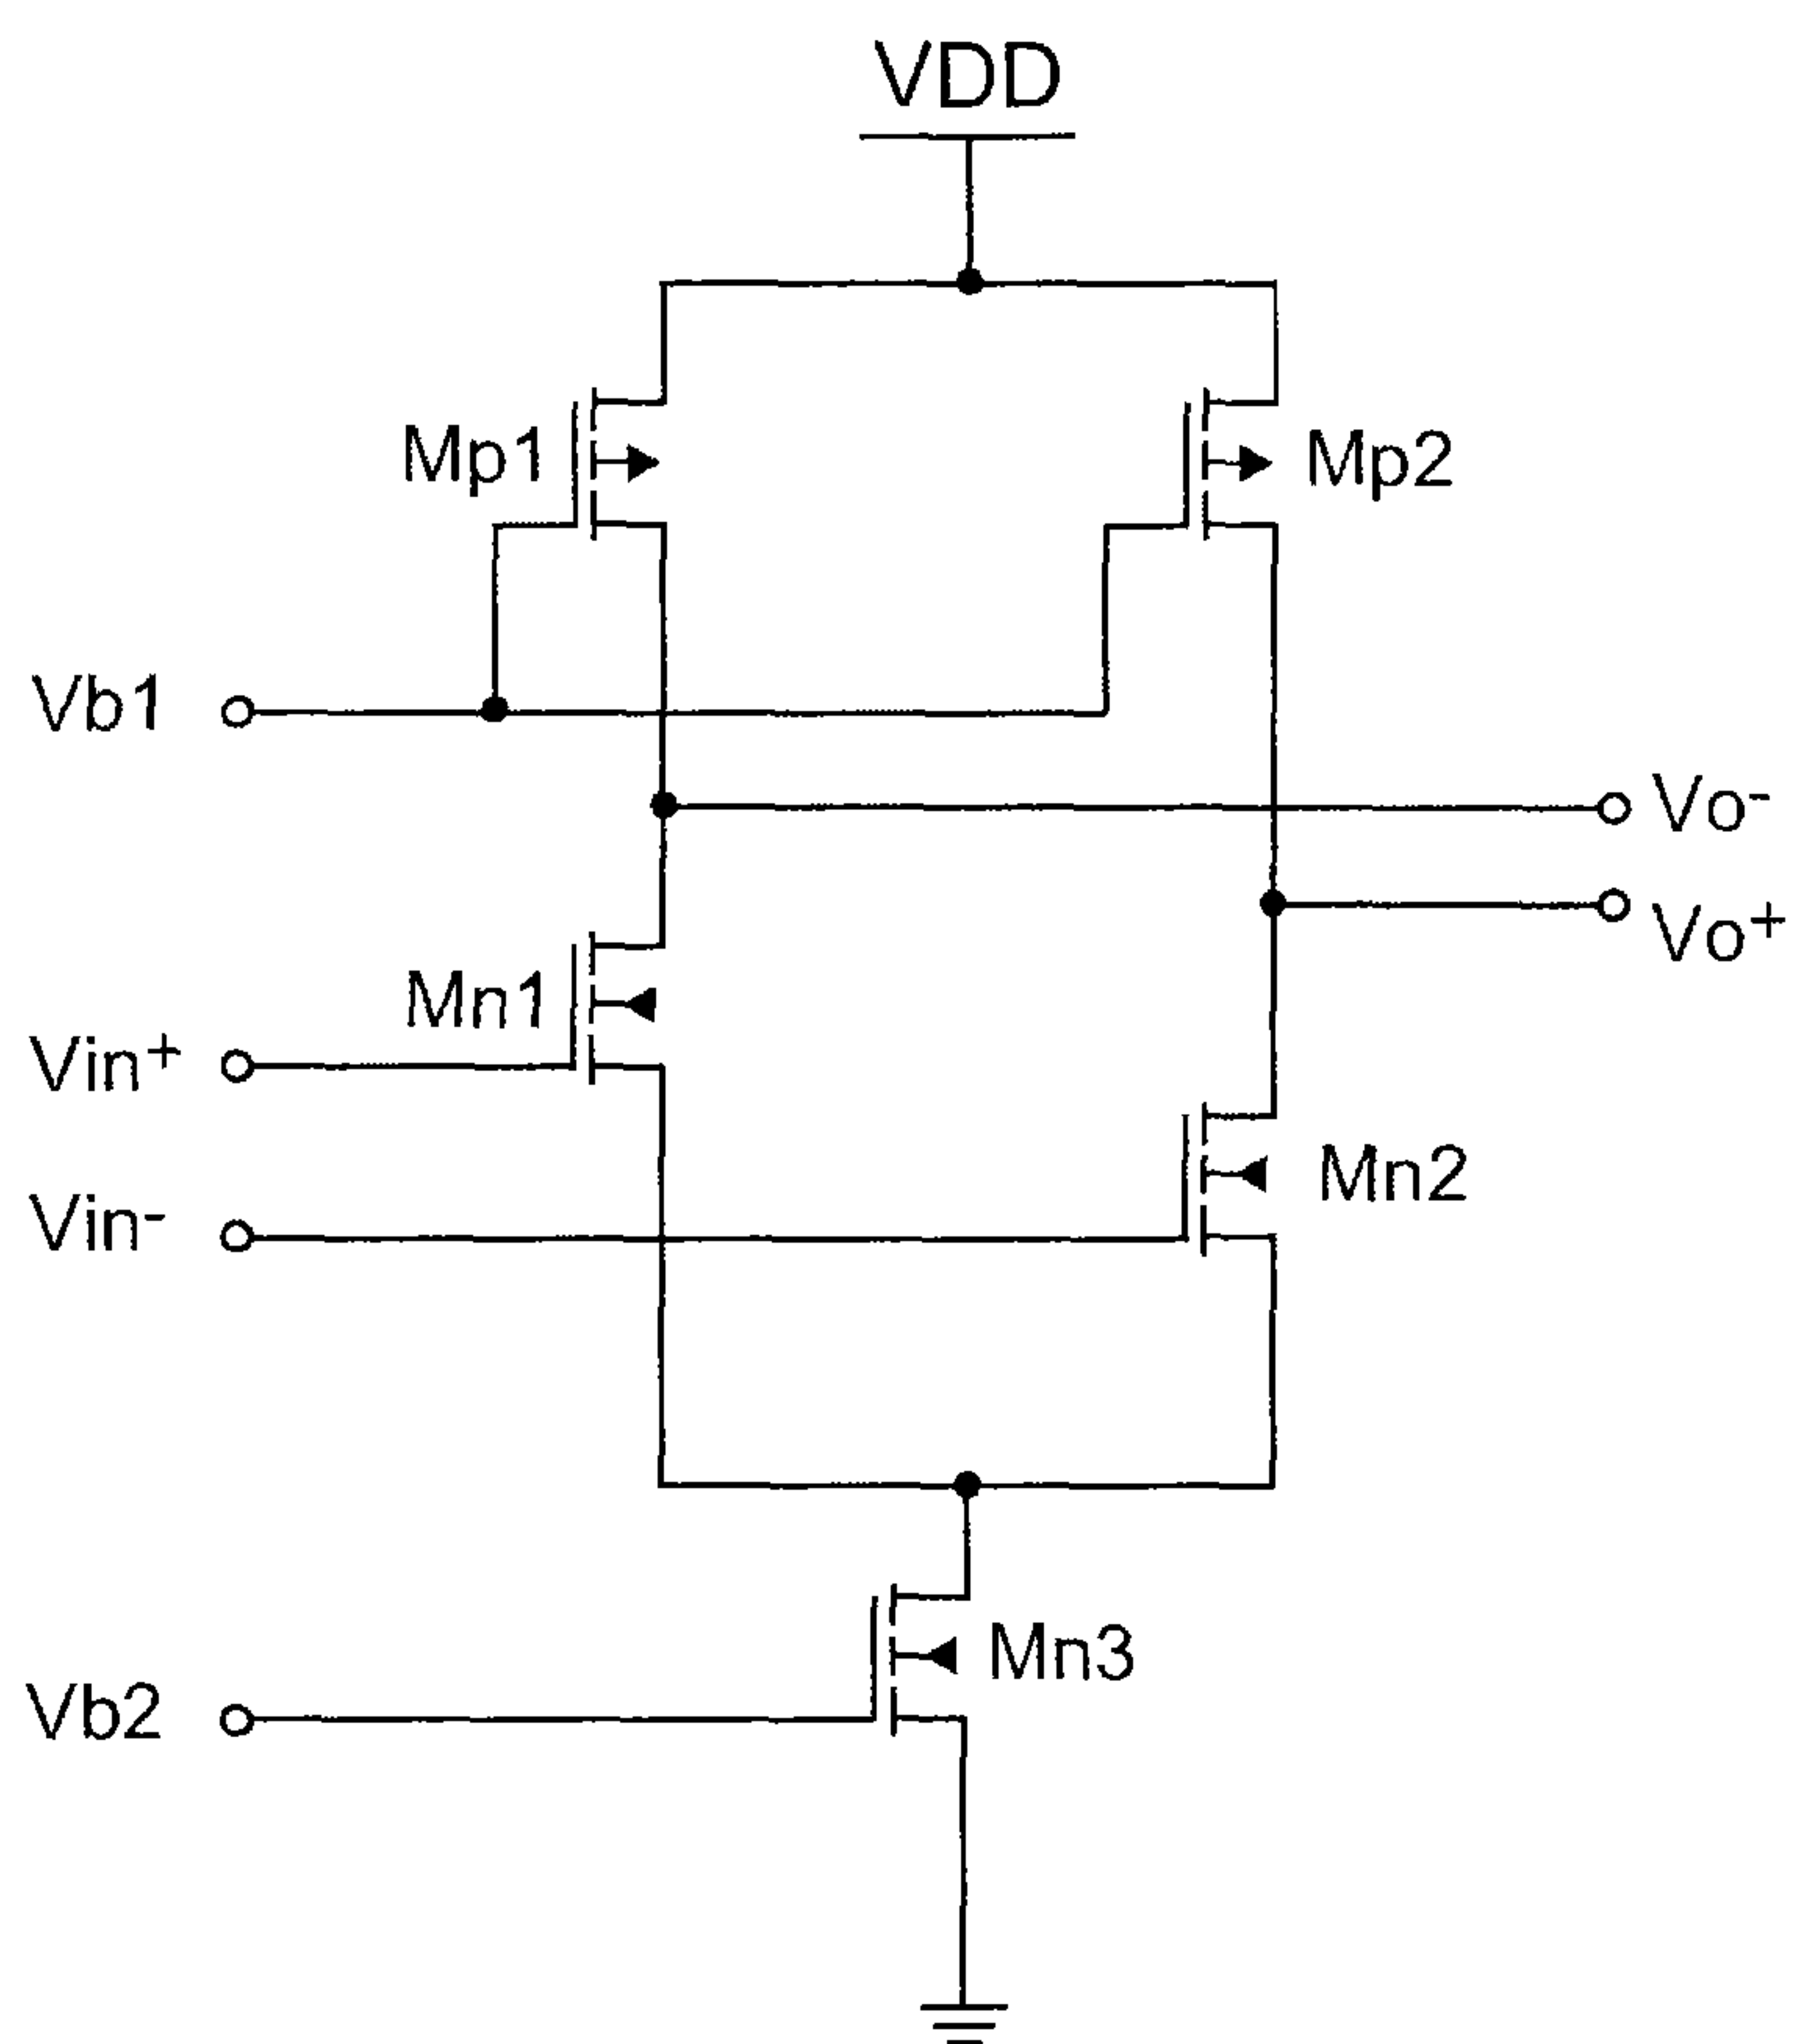 VDD
Mp1
Mp2
Vb1
Vo-
Vo+
Mn1
Vin+
Mn2
Vin-
Mn3
Vb2